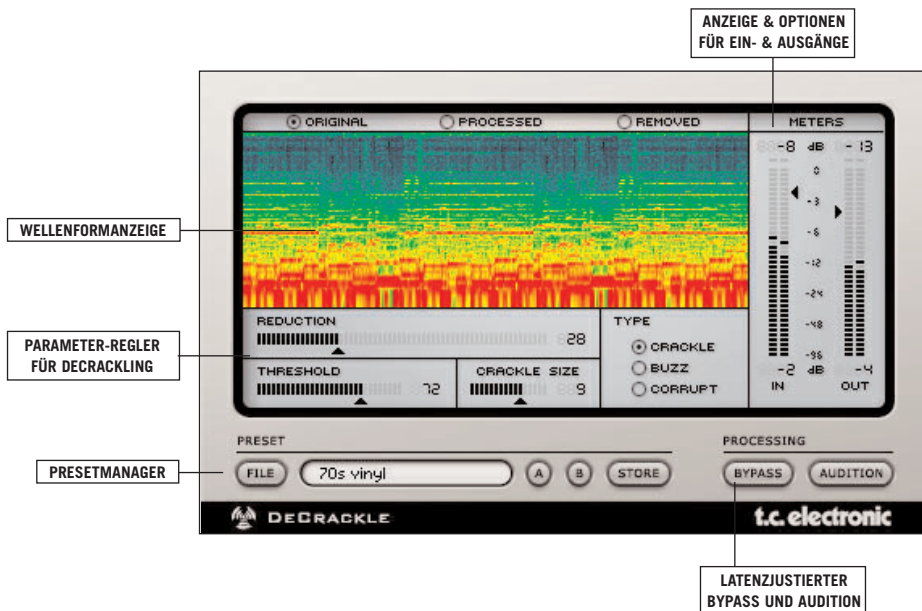 ANZEIGE & OPTIONEN
FÜR EIN- & AUSGÄNGE
ORIGINAL PROCESSED REMOVED METERS
-8 dB -13
0
-3
-6
-12
-24
-48
-96
-2 dB -4
IN OUT
WELLENFORMANZEIGE
PARAMETER-REGLER
FÜR DECRACKLING
REDUCTION
28
THRESHOLD
72
CRACKLE SIZE
9
TYPE
CRACKLE
BUZZ
CORRUPT
PRESETMANAGER
PRESET
FILE 70s vinyl A B STORE
PROCESSING
BYPASS AUDITION
DECRACKLE
t.c. electronic
LATENZJUSTIERTER
BYPASS UND AUDITION